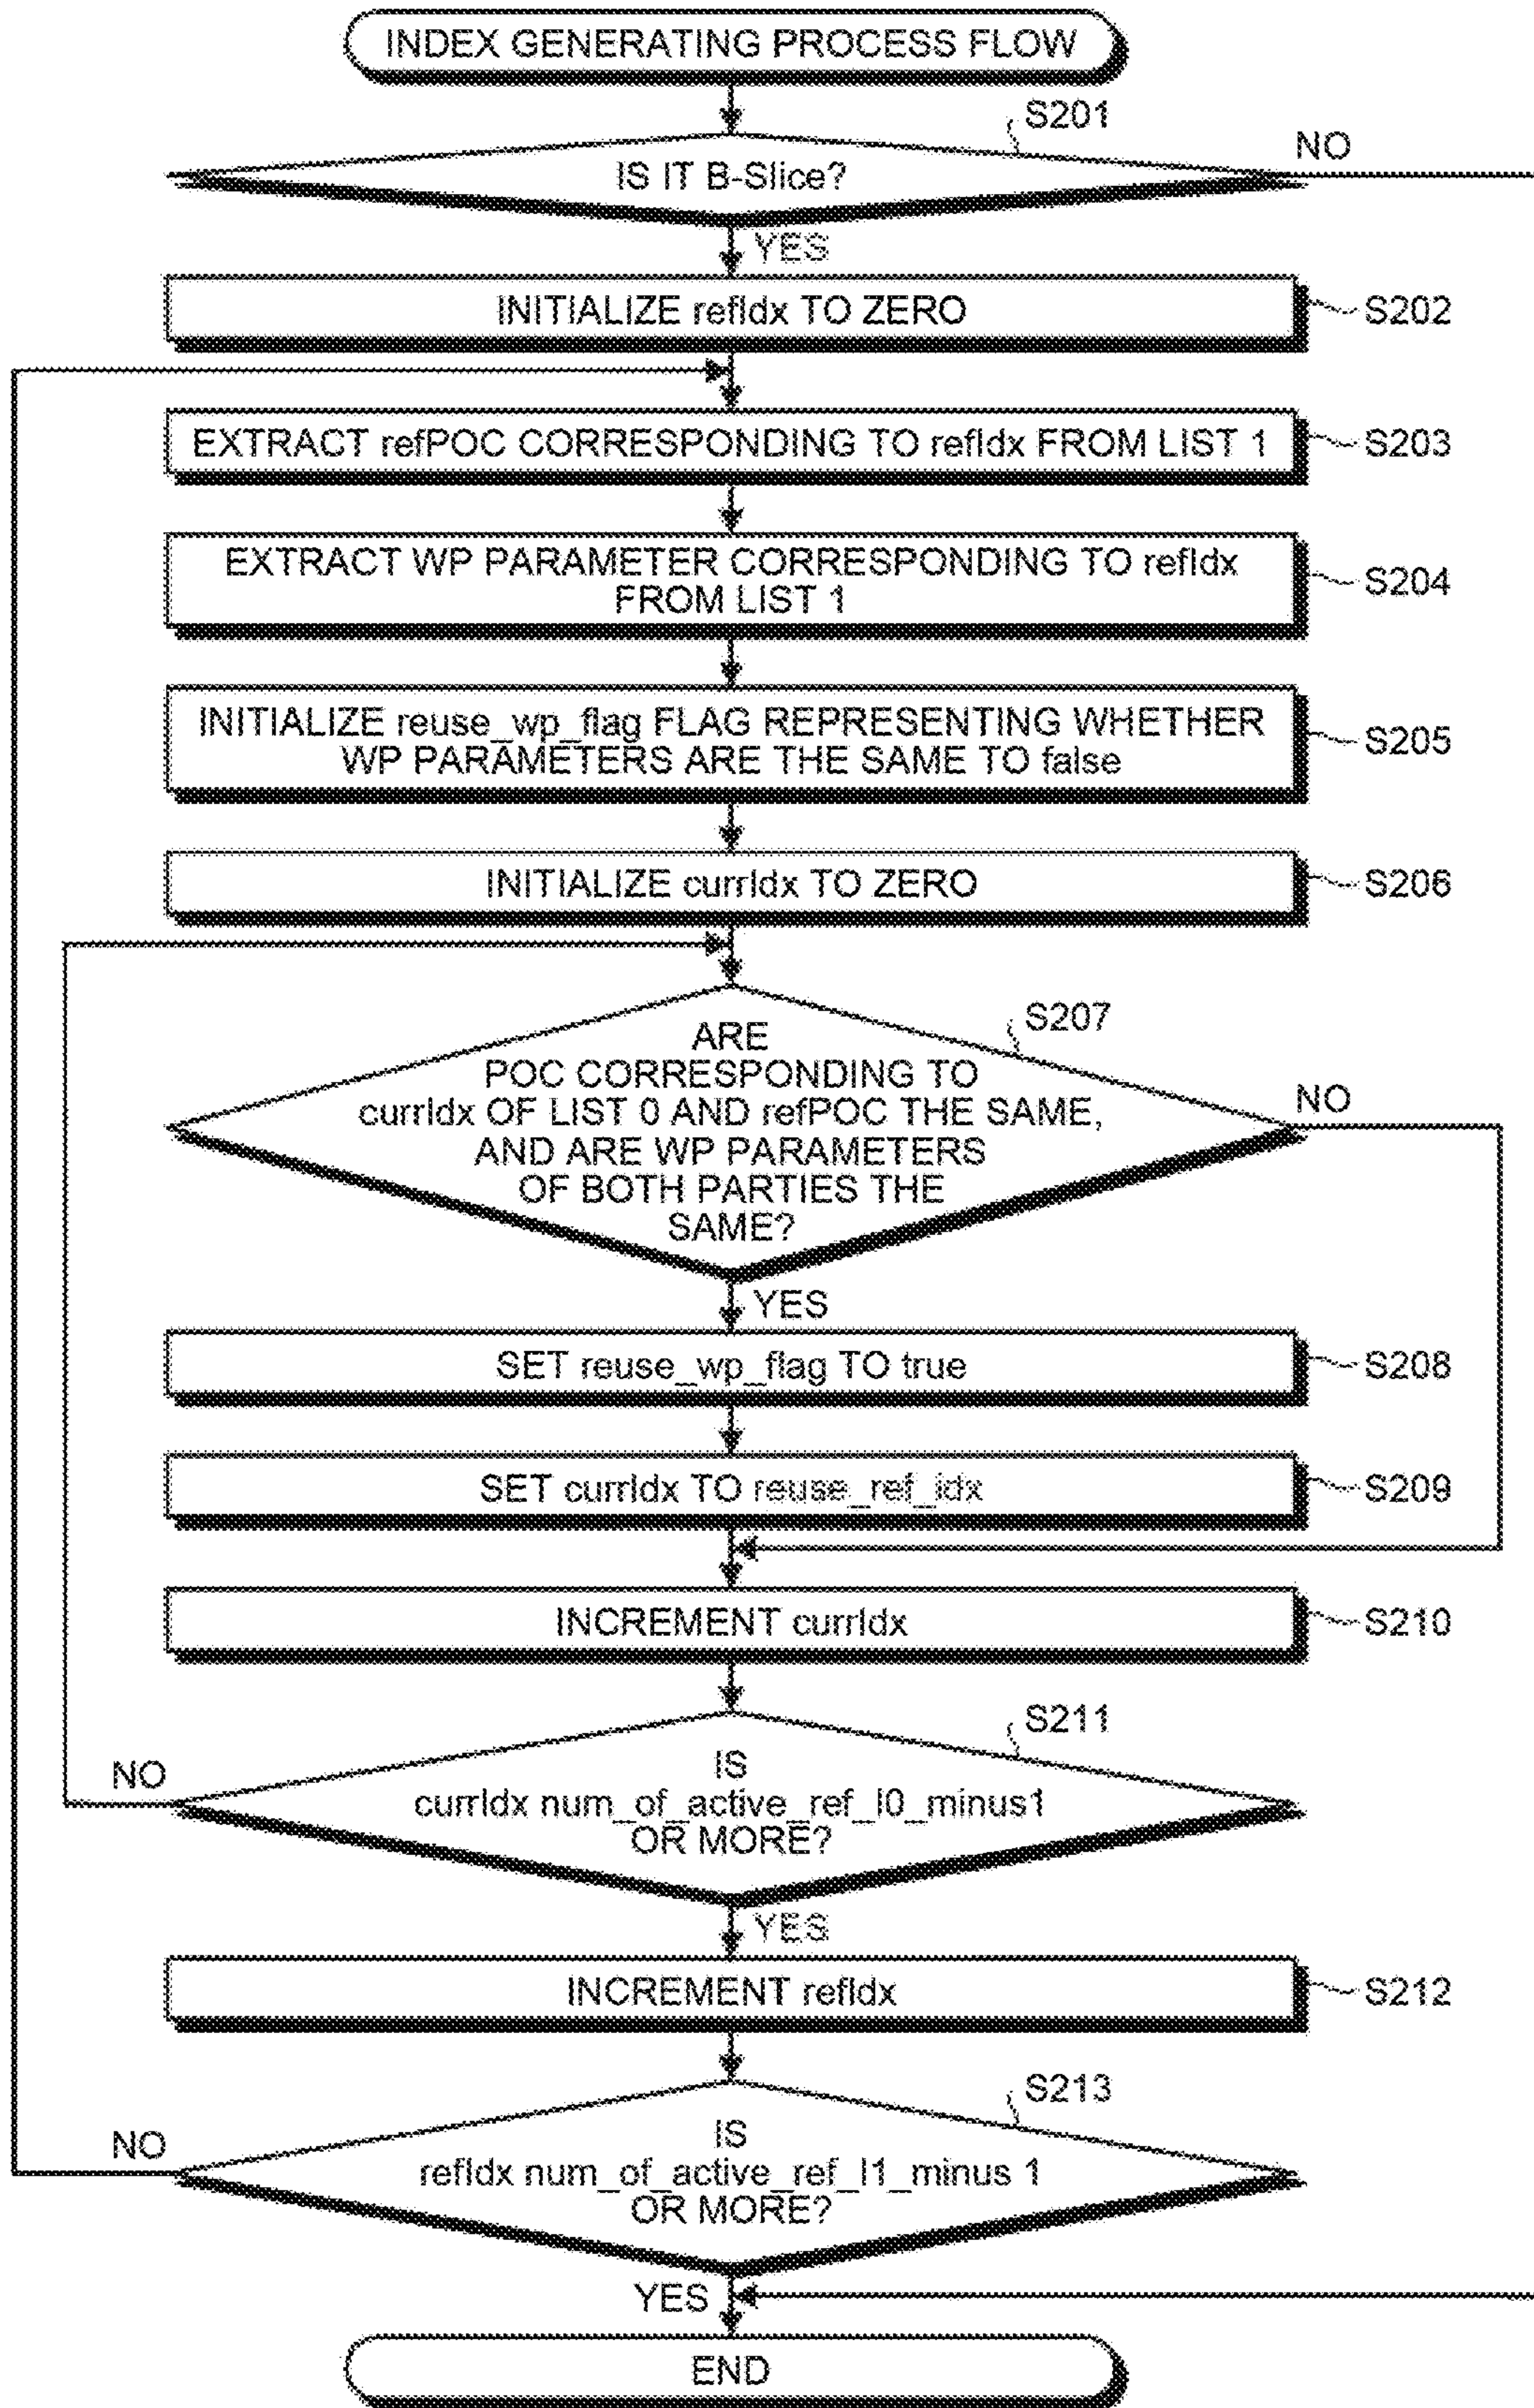 INDEX GENERATING PROCESS FLOW
S201
IS IT B-Slice?
NO
YES
INITIALIZE refIdx TO ZERO
S202
EXTRACT refPOC CORRESPONDING TO refIdx FROM LIST 1
S203
EXTRACT WP PARAMETER CORRESPONDING TO refIdx
FROM LIST 1
S204
INITIALIZE reuse_wp_flag FLAG REPRESENTING WHETHER
WP PARAMETERS ARE THE SAME TO false
S205
INITIALIZE currIdx TO ZERO
S206
S207
ARE
POC CORRESPONDING TO
currIdx OF LIST 0 AND refPOC THE SAME,
AND ARE WP PARAMETERS
OF BOTH PARTIES THE
SAME?
NO
YES
SET reuse_wp_flag TO true
S208
SET currIdx TO reuse_ref_idx
S209
INCREMENT currIdx
S210
S211
IS
currIdx num_of_active_ref_l0_minus1
OR MORE?
NO
YES
INCREMENT refIdx
S212
S213
IS
refIdx num_of_active_ref_l1_minus 1
OR MORE?
NO
YES
END